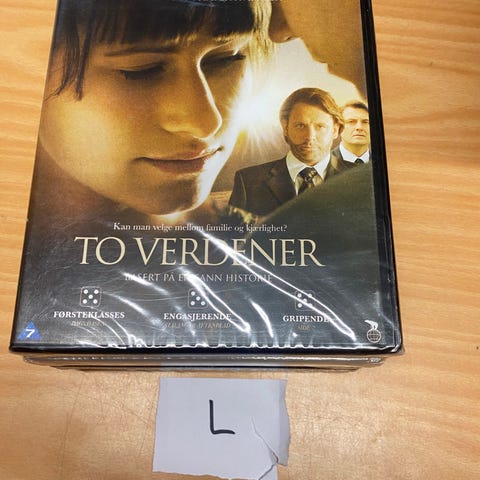 Kan man velge mellom familie og kjærlighet?
TO VERDENER
BASERT PÅ EN SANN HISTORIE
FØRSTEKLASSES
ENGASJERENDE
GRIPENDE
7
L